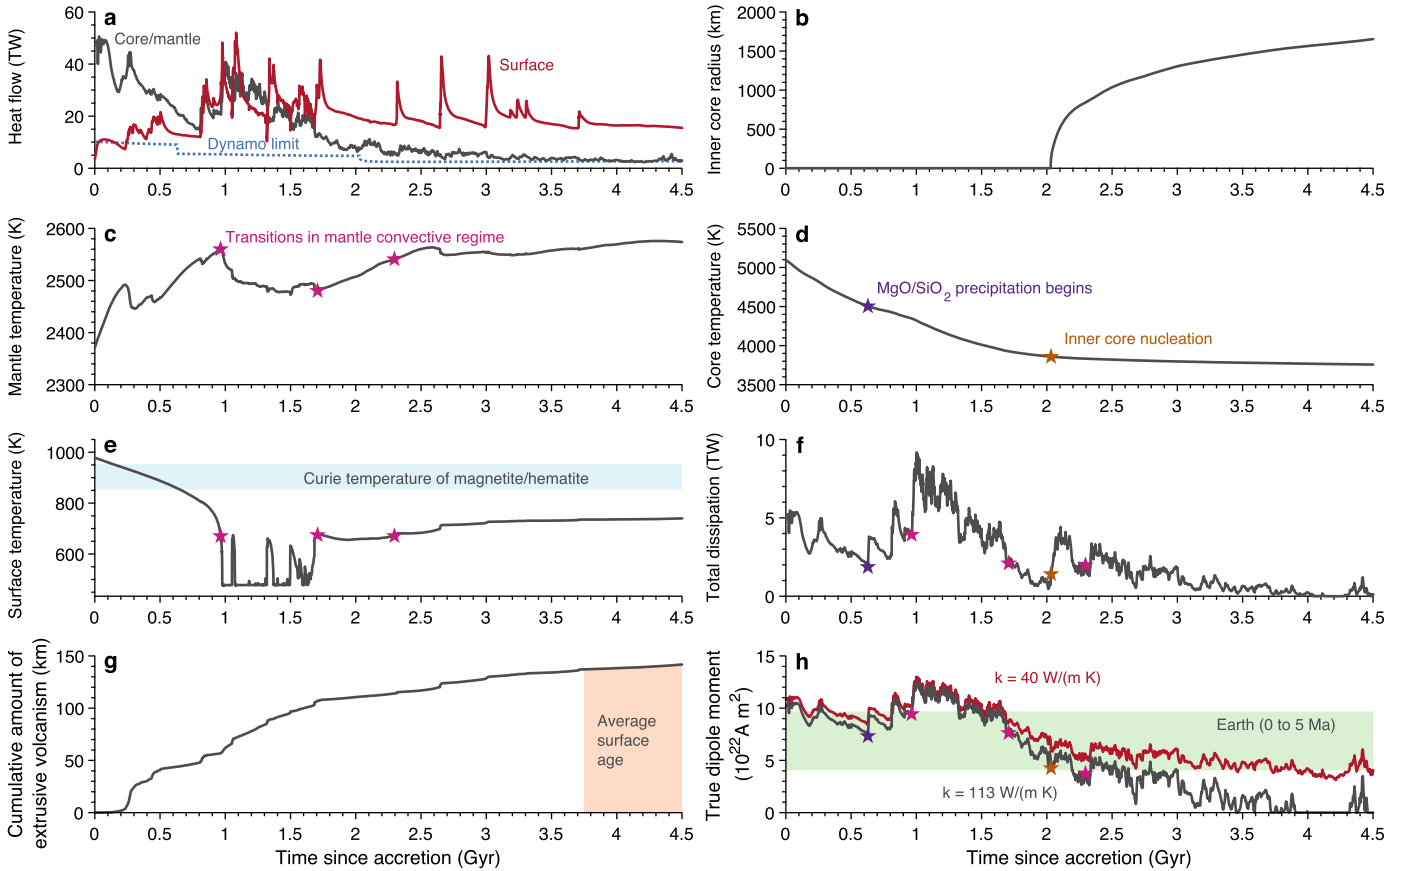 a
Heat flow (TW)
60
40
20
0
Core/mantle
Surface
Dynamo limit
0 0.5 1 1.5 2 2.5 3 3.5 4 4.5
b
Inner core radius (km)
2000
1500
1000
500
0
0 0.5 1 1.5 2 2.5 3 3.5 4 4.5
c
Mantle temperature (K)
2600
2500
2400
2300
Transitions in mantle convective regime
0 0.5 1 1.5 2 2.5 3 3.5 4 4.5
d
Core temperature (K)
5500
5000
4500
4000
3500
MgO/SiO2 precipitation begins
Inner core nucleation
0 0.5 1 1.5 2 2.5 3 3.5 4 4.5
e
Surface temperature (K)
1000
800
600
Curie temperature of magnetite/hematite
0 0.5 1 1.5 2 2.5 3 3.5 4 4.5
f
Total dissipation (TW)
10
5
0
0 0.5 1 1.5 2 2.5 3 3.5 4 4.5
g
Cumulative amount of
extrusive volcanism (km)
150
100
50
0
Average
surface
age
0 0.5 1 1.5 2 2.5 3 3.5 4 4.5
Time since accretion (Gyr)
h
True dipole moment
(10^22 A m^2)
15
10
5
0
k = 40 W/(m K)
Earth (0 to 5 Ma)
k = 113 W/(m K)
0 0.5 1 1.5 2 2.5 3 3.5 4 4.5
Time since accretion (Gyr)